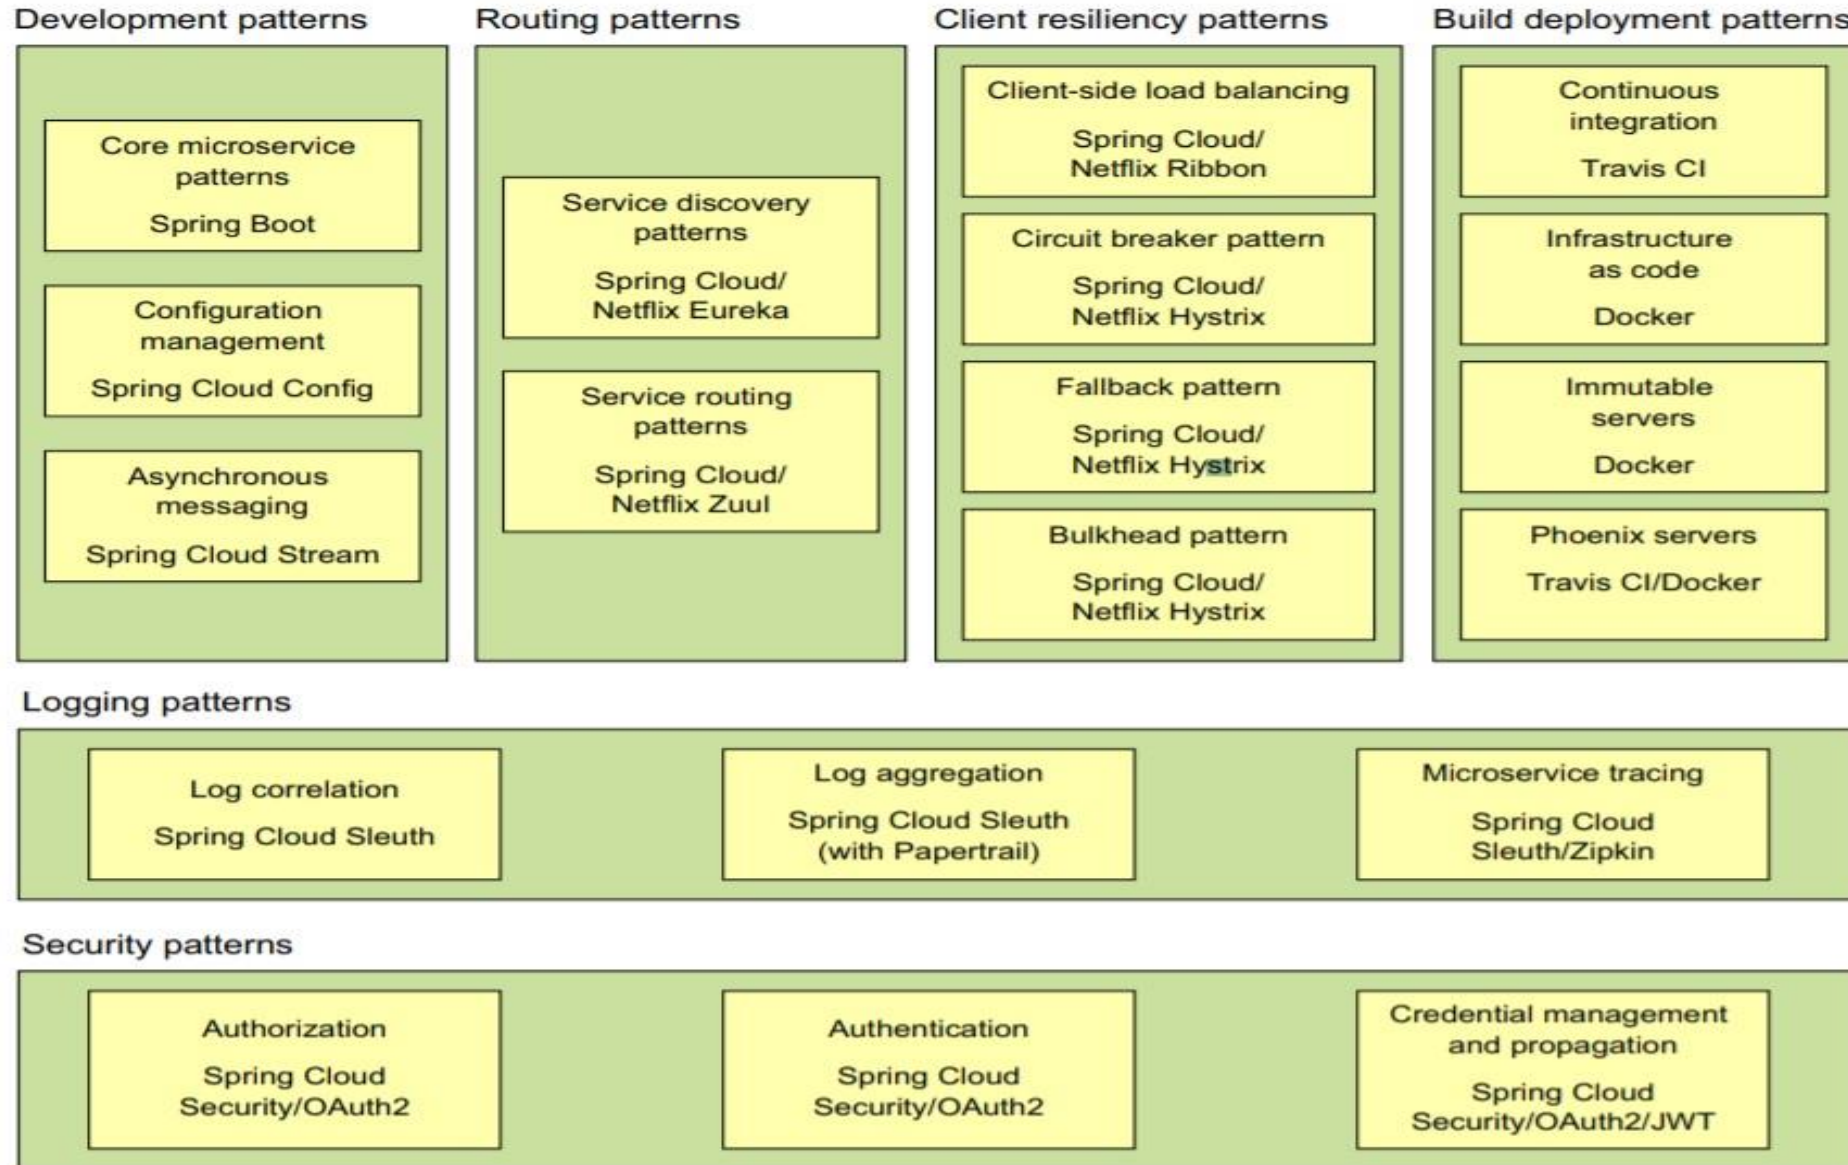 Development patterns
Core microservice
patterns
Spring Boot
Configuration
management
Spring Cloud Config
Asynchronous
messaging
Spring Cloud Stream
Routing patterns
Service discovery
patterns
Spring Cloud/
Netflix Eureka
Service routing
patterns
Spring Cloud/
Netflix Zuul
Client resiliency patterns
Client-side load balancing
Spring Cloud/
Netflix Ribbon
Circuit breaker pattern
Spring Cloud/
Netflix Hystrix
Fallback pattern
Spring Cloud/
Netflix Hystrix
Bulkhead pattern
Spring Cloud/
Netflix Hystrix
Build deployment patterns
Continuous
integration
Travis CI
Infrastructure
as code
Docker
Immutable
servers
Docker
Phoenix servers
Travis CI/Docker
Logging patterns
Log correlation
Spring Cloud Sleuth
Log aggregation
Spring Cloud Sleuth
(with Papertrail)
Microservice tracing
Spring Cloud
Sleuth/Zipkin
Security patterns
Authorization
Spring Cloud
Security/OAuth2
Authentication
Spring Cloud
Security/OAuth2
Credential management
and propagation
Spring Cloud
Security/OAuth2/JWT